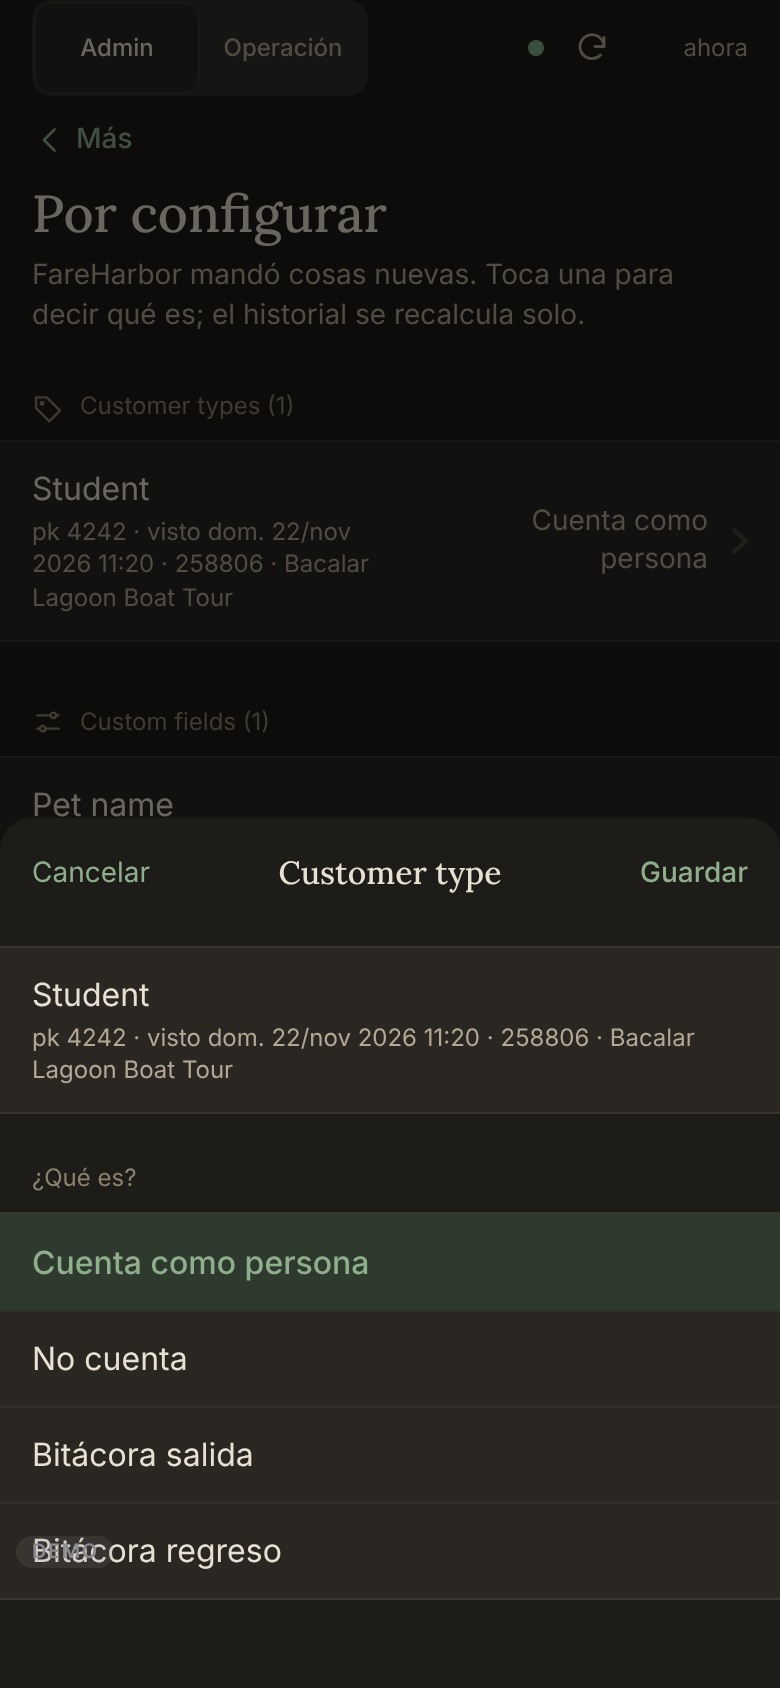 Admin
Operación
ahora
Más
Por configurar
FareHarbor mandó cosas nuevas. Toca una para
decir qué es; el historial se recalcula solo.
Customer types (1)
Student
pk 4242 · visto dom. 22/nov
2026 11:20 · 258806 · Bacalar
Lagoon Boat Tour
Cuenta como
persona
Custom fields (1)
Pet name
Cancelar
Customer type
Guardar
Student
pk 4242 · visto dom. 22/nov 2026 11:20 · 258806 · Bacalar
Lagoon Boat Tour
¿Qué es?
Cuenta como persona
No cuenta
Bitácora salida
Bitácora regreso
DEMO